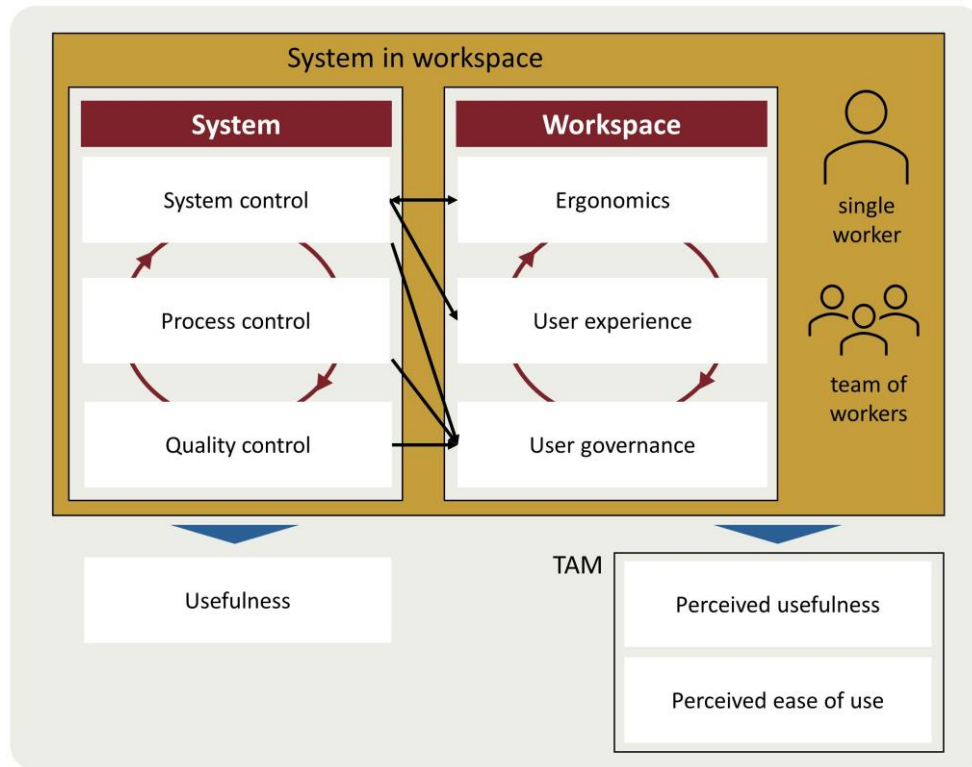 System in workspace
System
Workspace
System control
Ergonomics
single
worker
Process control
User experience
team of
workers
Quality control
User governance
Usefulness
TAM
Perceived usefulness
Perceived ease of use